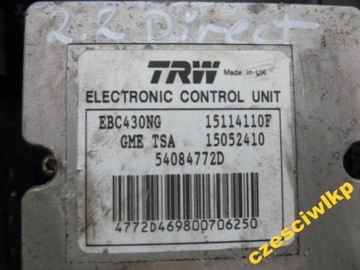 2.2 Direct
TRW Made in UK
ELECTRONIC CONTROL UNIT
EBC430NG 15114110F
GME TSA 15052410
54084772D
4772D469800706250
czesciwlkp